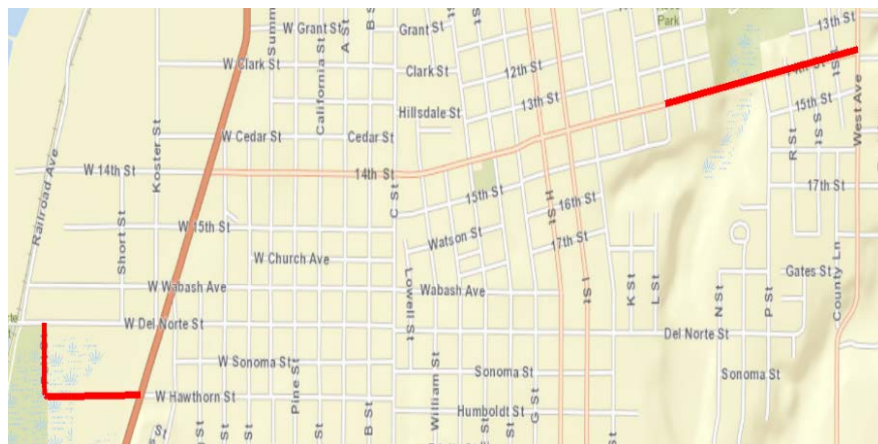 W Grant St
Grant St
Park
13th St
W Clark St
Clark St
12th St
13th St
15th St
Hillsdale St
W Cedar St
Cedar St
W 14th St
14th St
15th St
17th St
16th St
17th St
W 15th St
Watson St
W Church Ave
W Wabash Ave
Wabash Ave
Gates St
W Del Norte St
Del Norte St
W Sonoma St
Sonoma St
Sonoma St
W Hawthorn St
Humboldt St
Railroad Ave
Short St
Koster St
California St
A St
C St
Lowell St
William St
Pine St
B St
G St
H St
I St
K St
L St
N St
P St
R St
S St
County Ln
West Ave